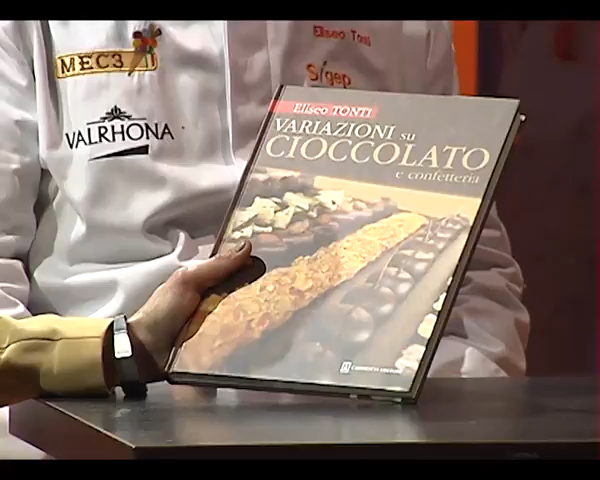 Eliseo Tonti
MEC3
Sigep
VALRHONA
Eliseo TONTI
VARIAZIONI su
CIOCCOLATO
e confetteria